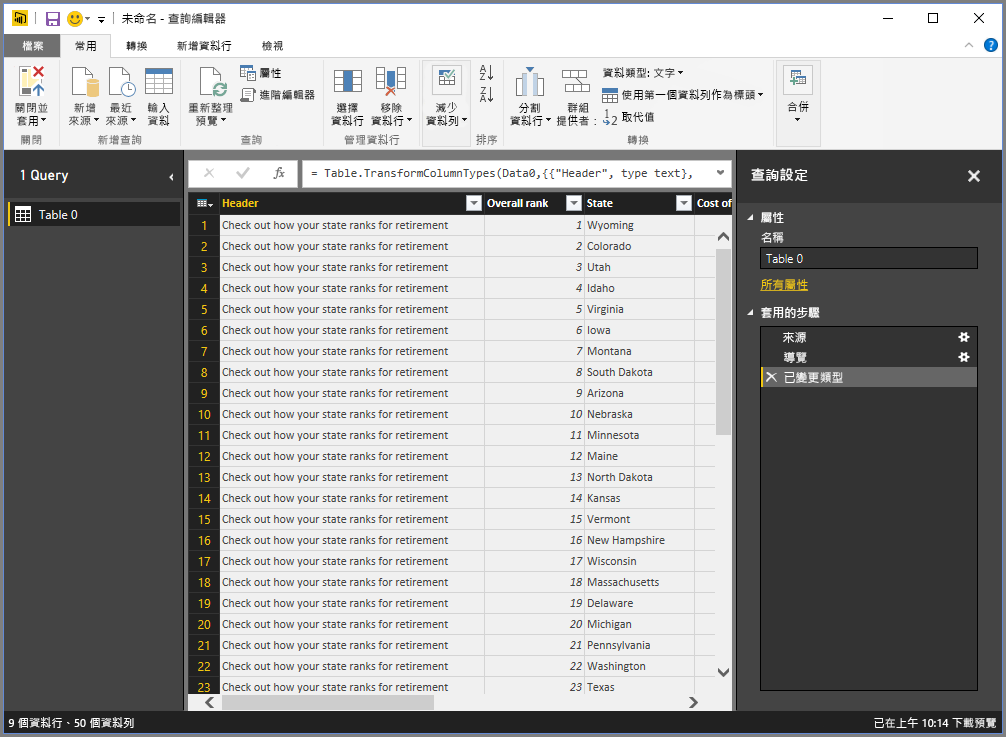 未命名 - 查詢編輯器
檔案 常用 轉換 新增資料行 檢視
關閉並
套用
關閉
新增
來源
最近
來源
輸入
資料
新增查詢
重新整理
預覽
屬性
進階編輯器
查詢
選擇
資料行
移除
資料行
管理資料行
減少
資料列
排序
分割
資料行
群組
提供者：
資料類型: 文字
使用第一個資料列作為標頭
取代值
轉換
合併
1 Query
Table 0
fx = Table.TransformColumnTypes(Data0,{{"Header", type text},
Header Overall rank State Cost of
1 Check out how your state ranks for retirement 1 Wyoming
2 Check out how your state ranks for retirement 2 Colorado
3 Check out how your state ranks for retirement 3 Utah
4 Check out how your state ranks for retirement 4 Idaho
5 Check out how your state ranks for retirement 5 Virginia
6 Check out how your state ranks for retirement 6 Iowa
7 Check out how your state ranks for retirement 7 Montana
8 Check out how your state ranks for retirement 8 South Dakota
9 Check out how your state ranks for retirement 9 Arizona
10 Check out how your state ranks for retirement 10 Nebraska
11 Check out how your state ranks for retirement 11 Minnesota
12 Check out how your state ranks for retirement 12 Maine
13 Check out how your state ranks for retirement 13 North Dakota
14 Check out how your state ranks for retirement 14 Kansas
15 Check out how your state ranks for retirement 15 Vermont
16 Check out how your state ranks for retirement 16 New Hampshire
17 Check out how your state ranks for retirement 17 Wisconsin
18 Check out how your state ranks for retirement 18 Massachusetts
19 Check out how your state ranks for retirement 19 Delaware
20 Check out how your state ranks for retirement 20 Michigan
21 Check out how your state ranks for retirement 21 Pennsylvania
22 Check out how your state ranks for retirement 22 Washington
23 Check out how your state ranks for retirement 23 Texas
查詢設定
屬性
名稱
Table 0
所有屬性
套用的步驟
來源
導覽
已變更類型
9 個資料行、50 個資料列
已在上午 10:14 下載預覽